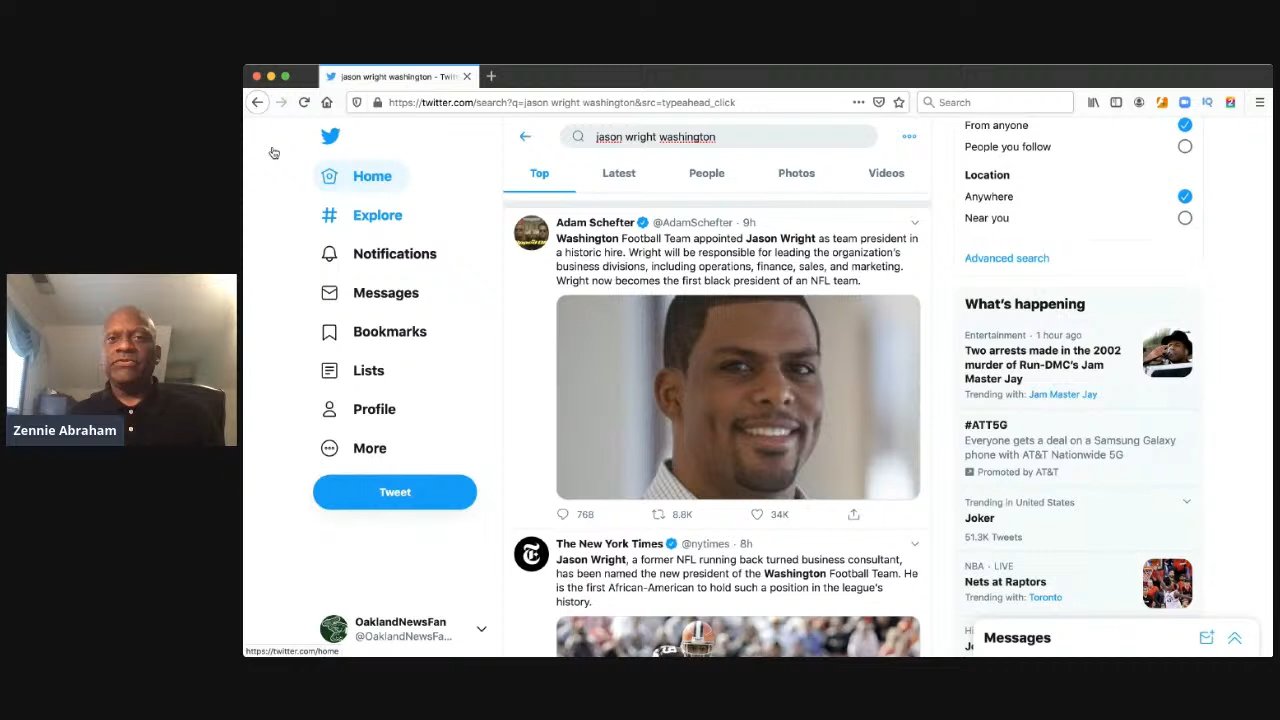 jason wright washington - Twit
https://twitter.com/search?q=jason wright washington&src=typeahead_click
Search
jason wright washington
Top
Latest
People
Photos
Videos
Home
Explore
Notifications
Messages
Bookmarks
Lists
Profile
More
Tweet
OaklandNewsFan
@OaklandNewsFa...
https://twitter.com/home
Zennie Abraham
Adam Schefter @AdamSchefter · 9h
Washington Football Team appointed Jason Wright as team president in
a historic hire. Wright will be responsible for leading the organization's
business divisions, including operations, finance, sales, and marketing.
Wright now becomes the first black president of an NFL team.
768
8.8K
34K
The New York Times @nytimes · 8h
Jason Wright, a former NFL running back turned business consultant,
has been named the new president of the Washington Football Team. He
is the first African-American to hold such a position in the league's
history.
From anyone
People you follow
Location
Anywhere
Near you
Advanced search
What's happening
Entertainment · 1 hour ago
Two arrests made in the 2002
murder of Run-DMC's Jam
Master Jay
Trending with: Jam Master Jay
#ATT5G
Everyone gets a deal on a Samsung Galaxy
phone with AT&T Nationwide 5G
Promoted by AT&T
Trending in United States
Joker
51.3K Tweets
NBA · LIVE
Nets at Raptors
Trending with: Toronto
Messages